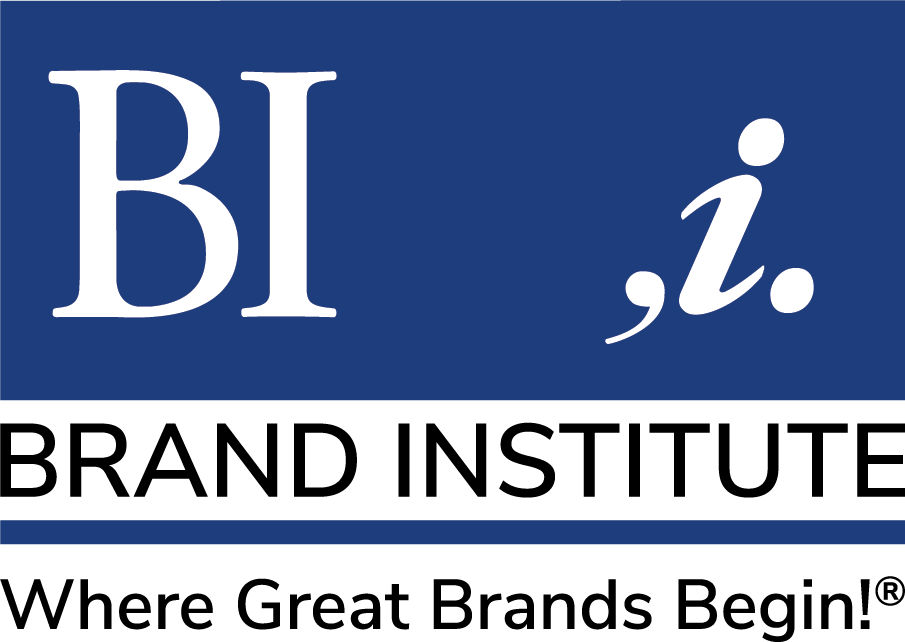 BI ,i.
BRAND INSTITUTE
Where Great Brands Begin!®